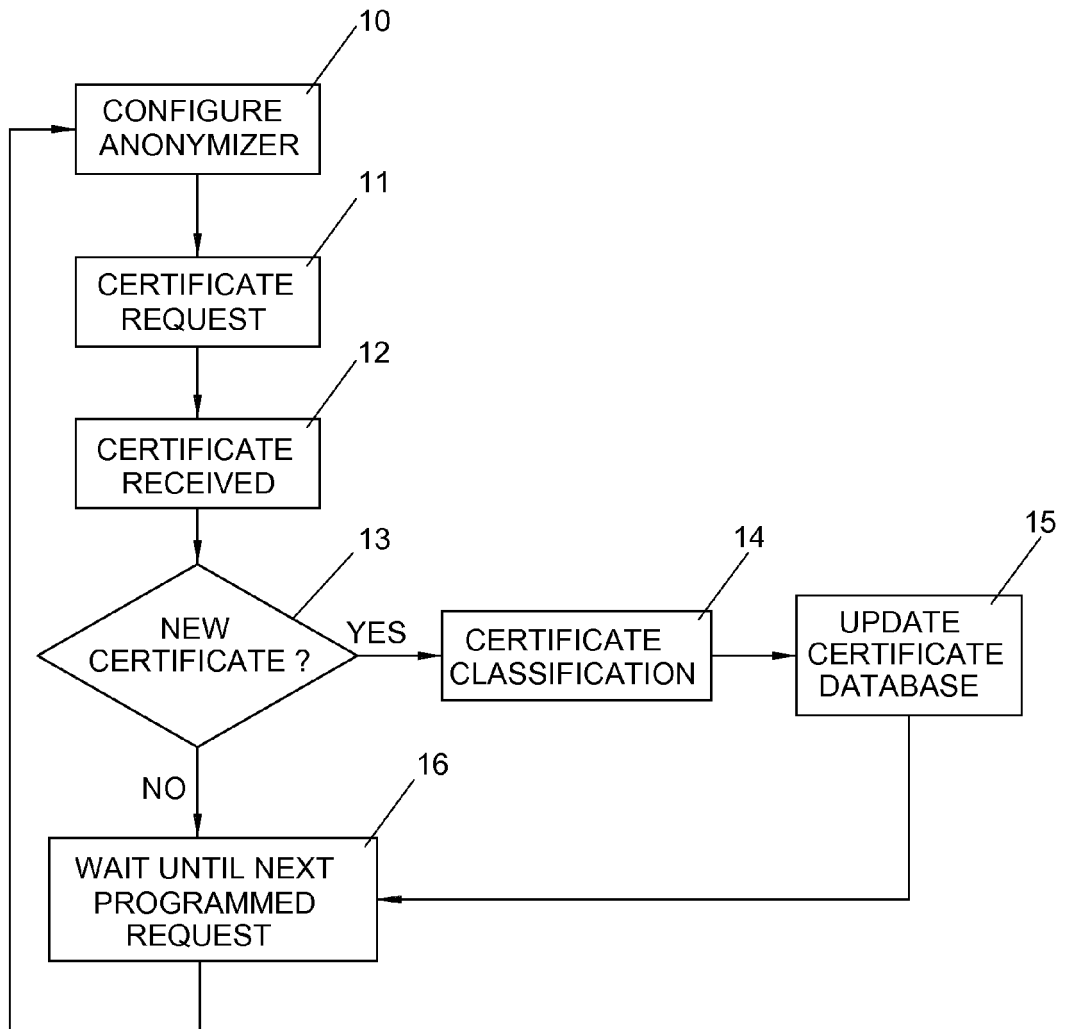 10
CONFIGURE
ANONYMIZER
11
CERTIFICATE
REQUEST
12
CERTIFICATE
RECEIVED
13
NEW
CERTIFICATE ?
YES
14
CERTIFICATE
CLASSIFICATION
15
UPDATE
CERTIFICATE
DATABASE
NO
16
WAIT UNTIL NEXT
PROGRAMMED
REQUEST